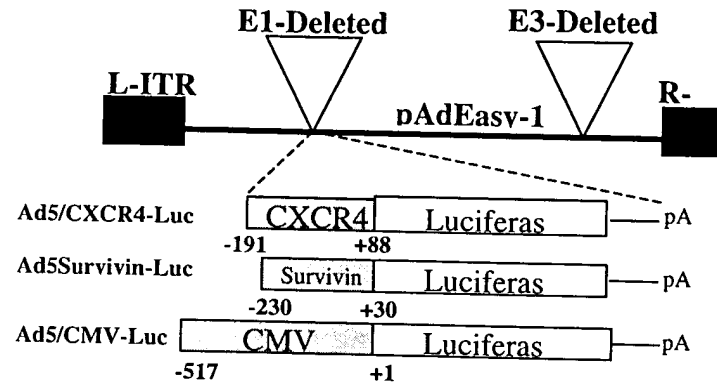 E1-Deleted E3-Deleted
L-ITR R-
pAdEasy-1
Ad5/CXCR4-Luc CXCR4 Luciferas pA
-191 +88
Ad5Survivin-Luc Survivin Luciferas pA
-230 +30
Ad5/CMV-Luc CMV Luciferas pA
-517 +1